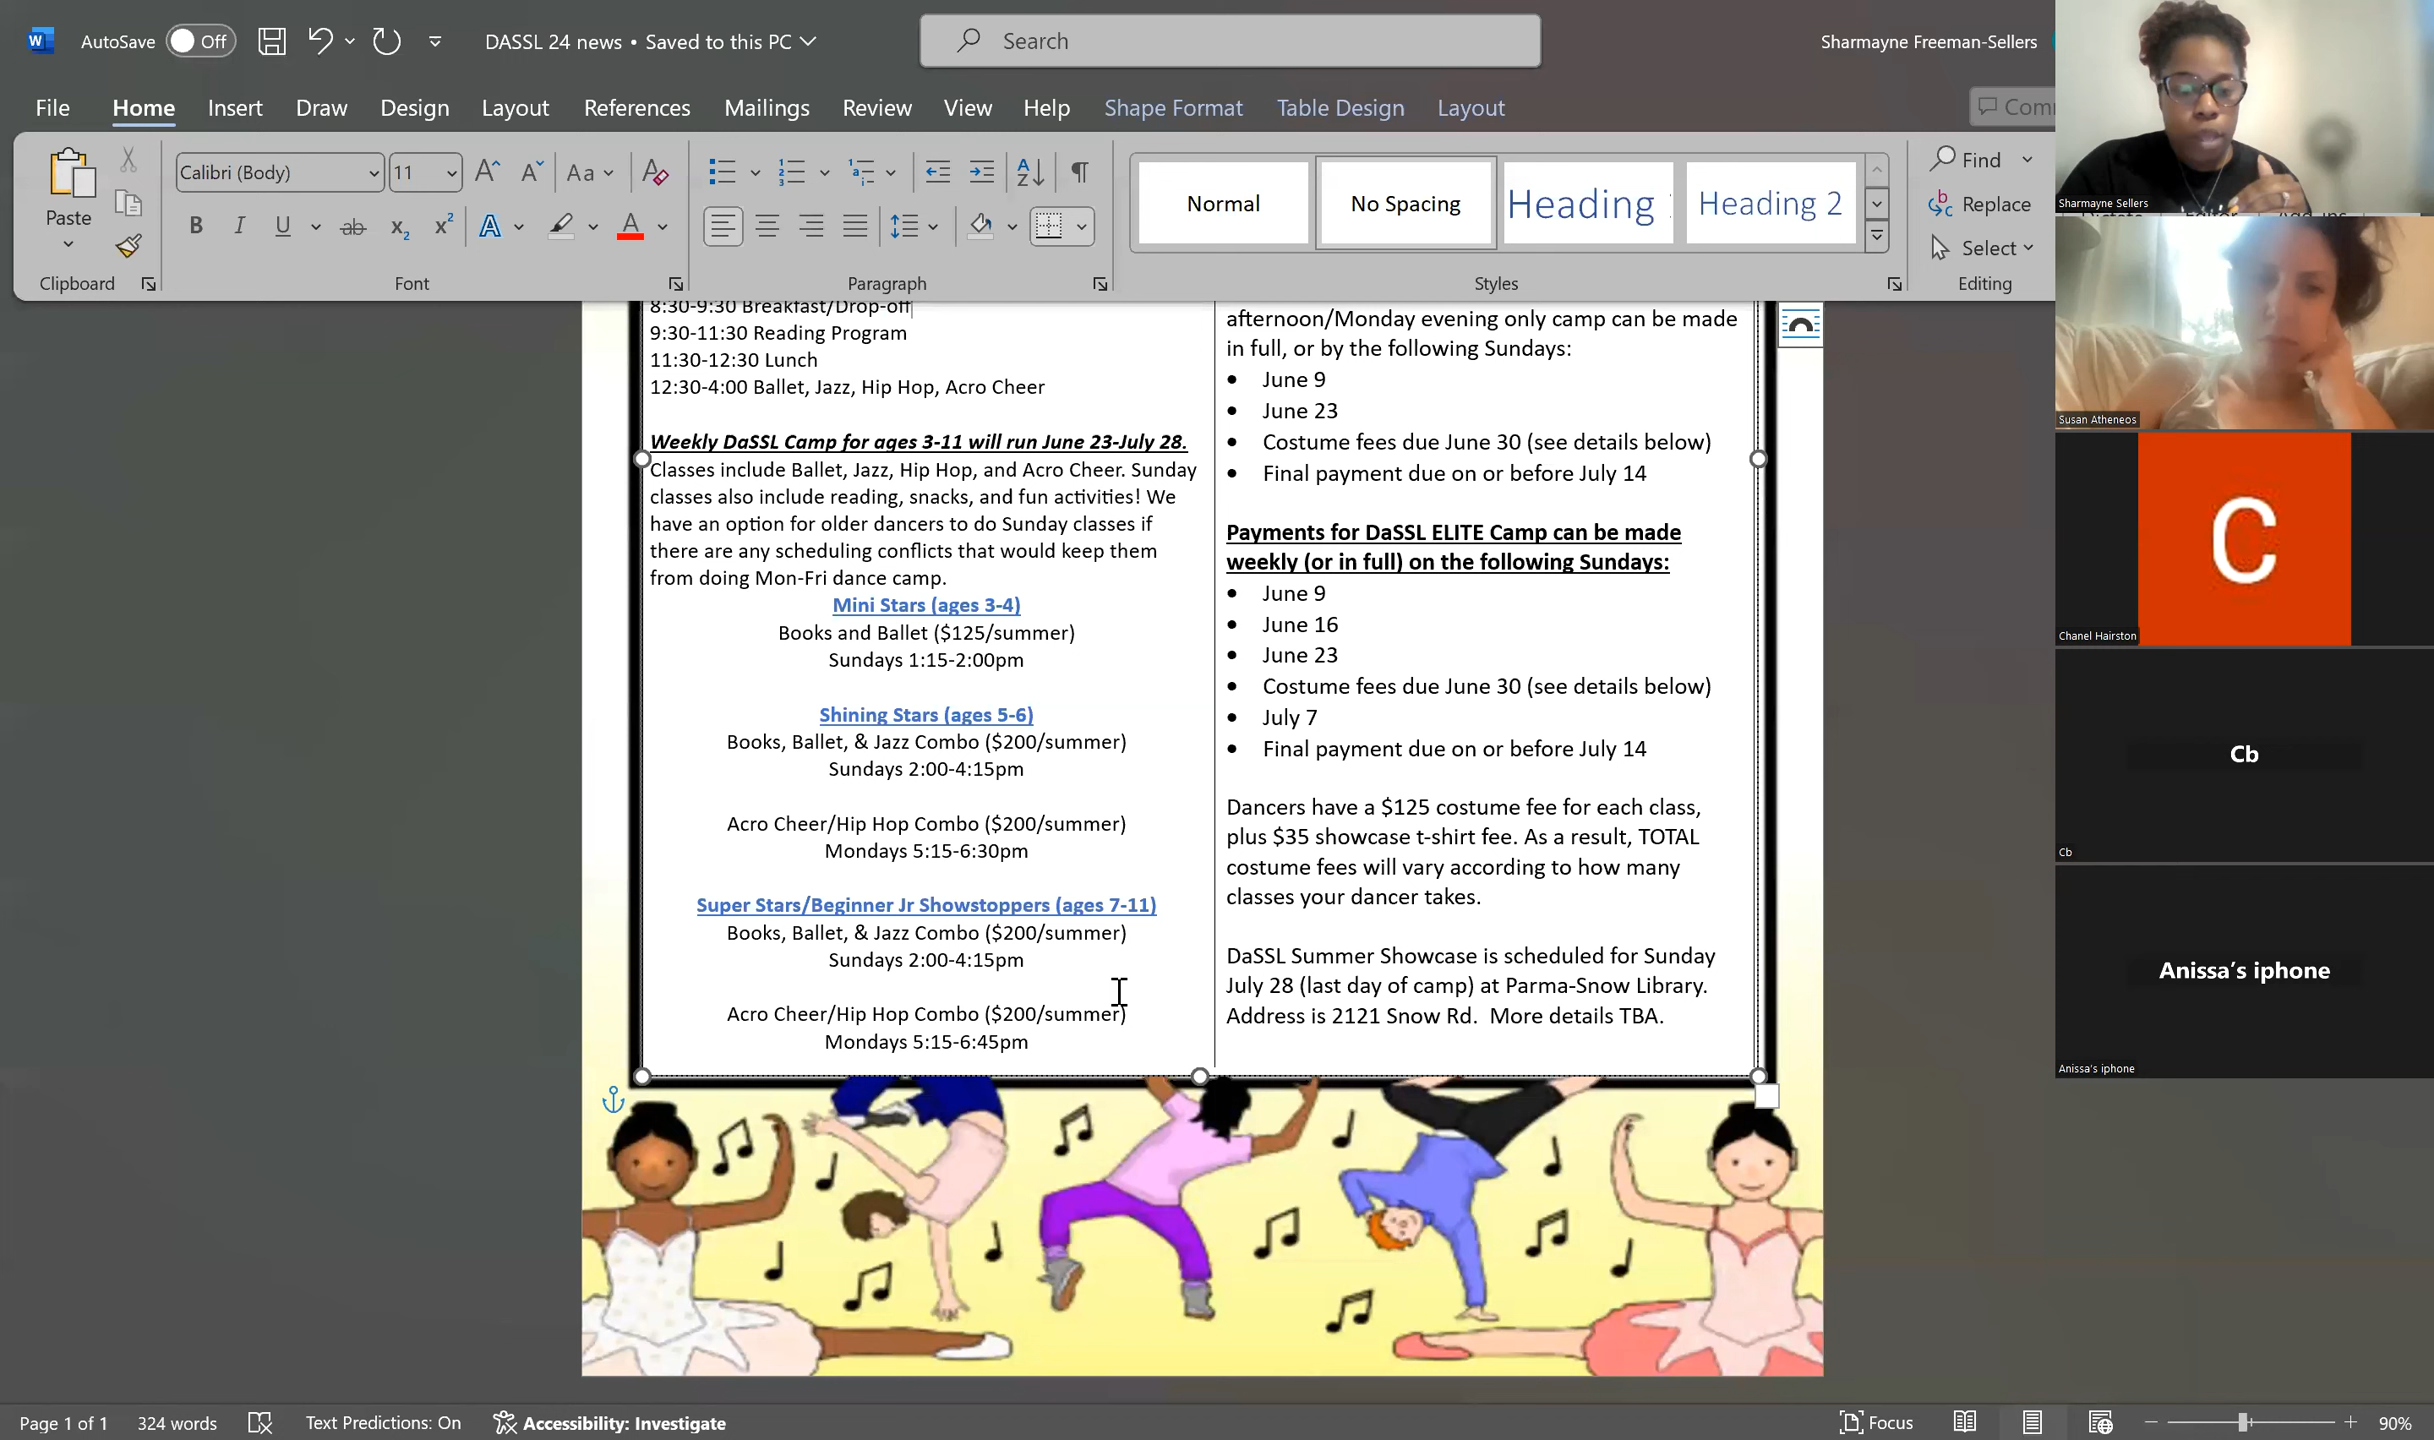 AutoSave Off DASSL 24 news • Saved to this PC Search Sharmayne Freeman-Sellers
File Home Insert Draw Design Layout References Mailings Review View Help Shape Format Table Design Layout
Paste
Clipboard
Calibri (Body) 11
Font
Paragraph
Normal No Spacing Heading Heading 2
Styles
Find
Replace
Select
Editing
8:30-9:30 Breakfast/Drop-off
9:30-11:30 Reading Program
11:30-12:30 Lunch
12:30-4:00 Ballet, Jazz, Hip Hop, Acro Cheer
Weekly DaSSL Camp for ages 3-11 will run June 23-July 28.
Classes include Ballet, Jazz, Hip Hop, and Acro Cheer. Sunday
classes also include reading, snacks, and fun activities! We
have an option for older dancers to do Sunday classes if
there are any scheduling conflicts that would keep them
from doing Mon-Fri dance camp.
Mini Stars (ages 3-4)
Books and Ballet ($125/summer)
Sundays 1:15-2:00pm
Shining Stars (ages 5-6)
Books, Ballet, & Jazz Combo ($200/summer)
Sundays 2:00-4:15pm
Acro Cheer/Hip Hop Combo ($200/summer)
Mondays 5:15-6:30pm
Super Stars/Beginner Jr Showstoppers (ages 7-11)
Books, Ballet, & Jazz Combo ($200/summer)
Sundays 2:00-4:15pm
Acro Cheer/Hip Hop Combo ($200/summer)
Mondays 5:15-6:45pm
afternoon/Monday evening only camp can be made
in full, or by the following Sundays:
• June 9
• June 23
• Costume fees due June 30 (see details below)
• Final payment due on or before July 14
Payments for DaSSL ELITE Camp can be made
weekly (or in full) on the following Sundays:
• June 9
• June 16
• June 23
• Costume fees due June 30 (see details below)
• July 7
• Final payment due on or before July 14
Dancers have a $125 costume fee for each class,
plus $35 showcase t-shirt fee. As a result, TOTAL
costume fees will vary according to how many
classes your dancer takes.
DaSSL Summer Showcase is scheduled for Sunday
July 28 (last day of camp) at Parma-Snow Library.
Address is 2121 Snow Rd.  More details TBA.
Sharmayne Sellers
Susan Atheneos
C
Chanel Hairston
Cb
Cb
Anissa's iphone
Anissa's iphone
Page 1 of 1 324 words Text Predictions: On Accessibility: Investigate Focus 90%